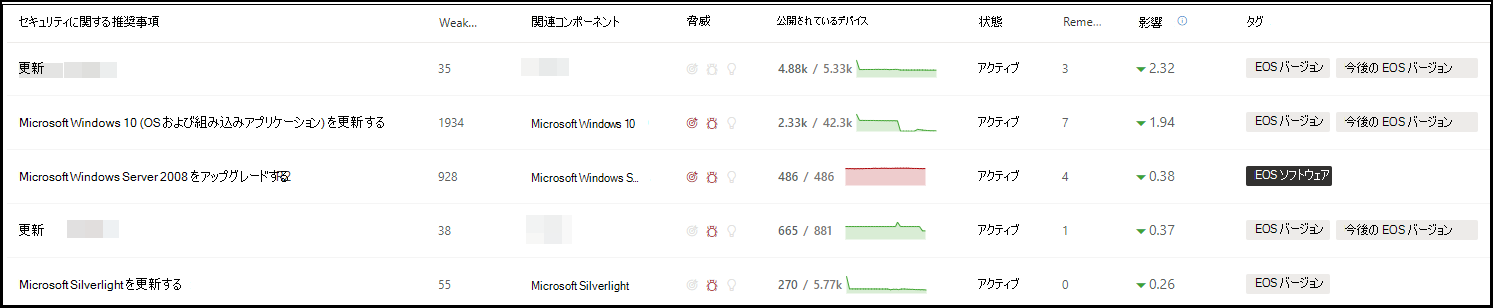 セキュリティに関する推奨事項 Weak... 関連コンポーネント 脅威 公開されているデバイス 状態 Reme... 影響 タグ
更新 35 4.88k / 5.33k アクティブ 3 2.32 EOS バージョン 今後の EOS バージョン
Microsoft Windows 10 (OS および組み込みアプリケーション) を更新する 1934 Microsoft Windows 10 2.33k / 42.3k アクティブ 7 1.94 EOS バージョン 今後の EOS バージョン
Microsoft Windows Server 2008 をアップグレードする 928 Microsoft Windows S... 486 / 486 アクティブ 4 0.38 EOS ソフトウェア
更新 38 665 / 881 アクティブ 1 0.37 EOS バージョン 今後の EOS バージョン
Microsoft Silverlight を更新する 55 Microsoft Silverlight 270 / 5.77k アクティブ 0 0.26 EOS バージョン